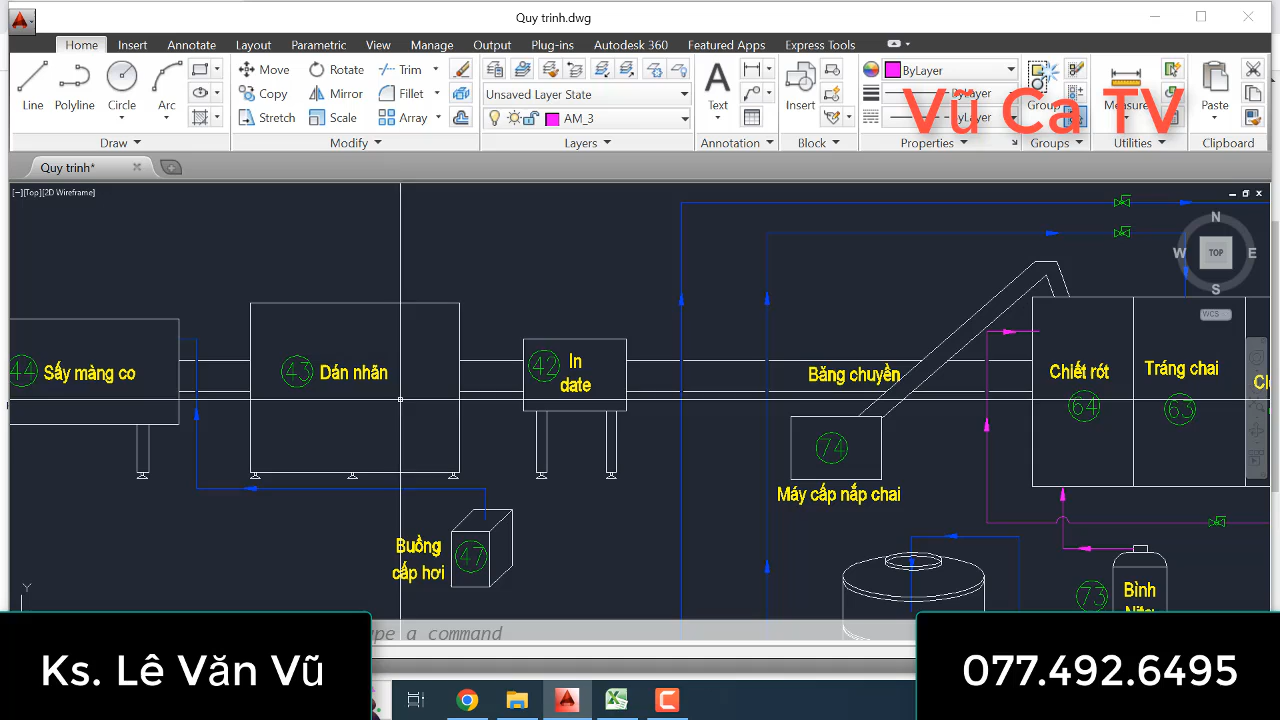 Quy trinh.dwg
Home Insert Annotate Layout Parametric View Manage Output Plug-ins Autodesk 360 Featured Apps Express Tools
Line Polyline Circle Arc
Move Rotate Trim
Copy Mirror Fillet
Stretch Scale Array
Unsaved Layer State
AM_3
Text
Insert
ByLayer
ByLayer
ByLayer
Group
Measure
Paste
Vũ Ca TV
Draw Modify Layers Annotation Block Properties Groups Utilities Clipboard
Quy trinh*
[−][Top][2D Wireframe]
N
W TOP E
S
WCS
44 Sấy màng co
43 Dán nhãn
42 In
date
Băng chuyền
Chiết rót
64
Tráng chai
63
74
Máy cấp nắp chai
Buồng
cấp hơi
47
73 Bình
Y
ype a command
Ks. Lê Văn Vũ
077.492.6495